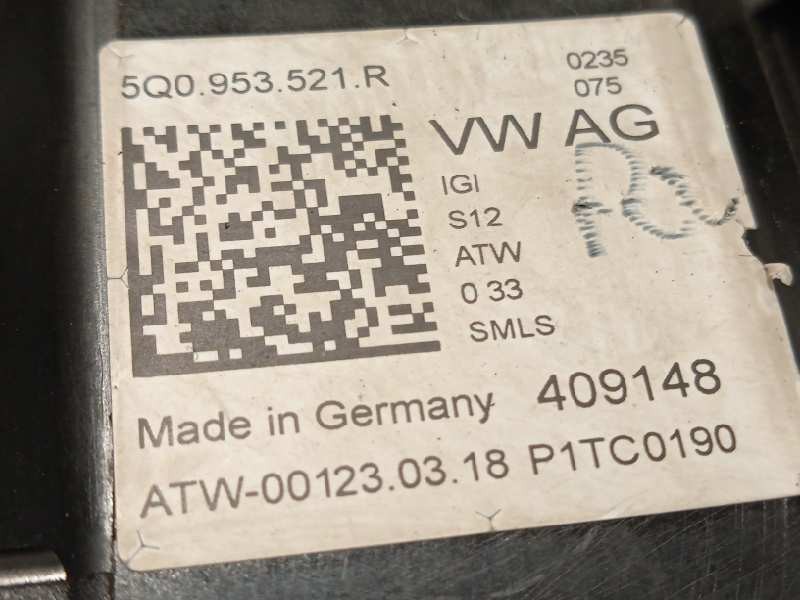 5Q0.953.521.R
0235
075
VW AG
IGI
S12
ATW
0 33
SMLS
Made in Germany 409148
ATW-00123.03.18 P1TC0190